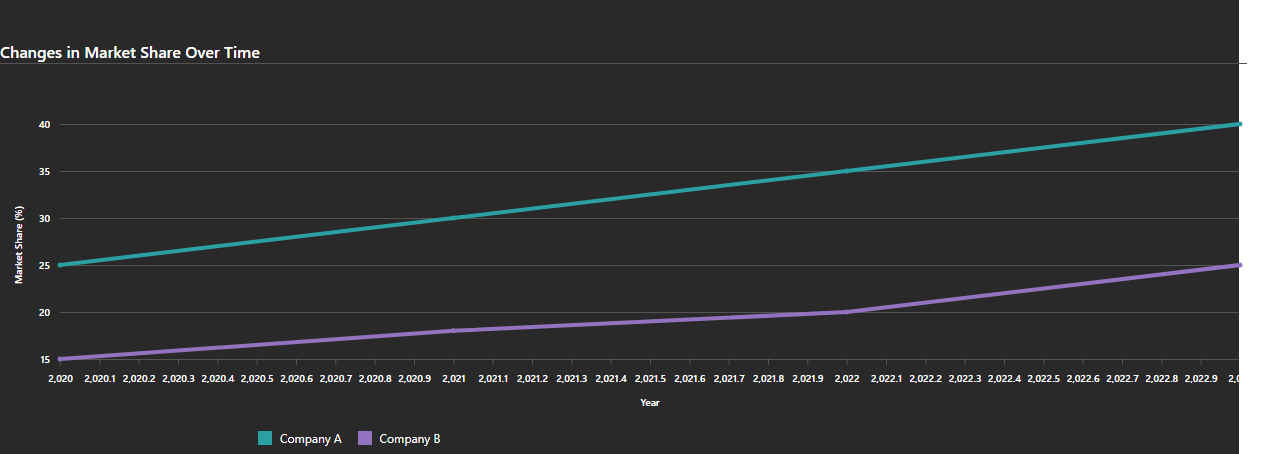 Changes in Market Share Over Time
40
35
30
25
20
15
Market Share (%)
2,020 2,020.1 2,020.2 2,020.3 2,020.4 2,020.5 2,020.6 2,020.7 2,020.8 2,020.9 2,021 2,021.1 2,021.2 2,021.3 2,021.4 2,021.5 2,021.6 2,021.7 2,021.8 2,021.9 2,022 2,022.1 2,022.2 2,022.3 2,022.4 2,022.5 2,022.6 2,022.7 2,022.8 2,022.9
Year
Company A Company B